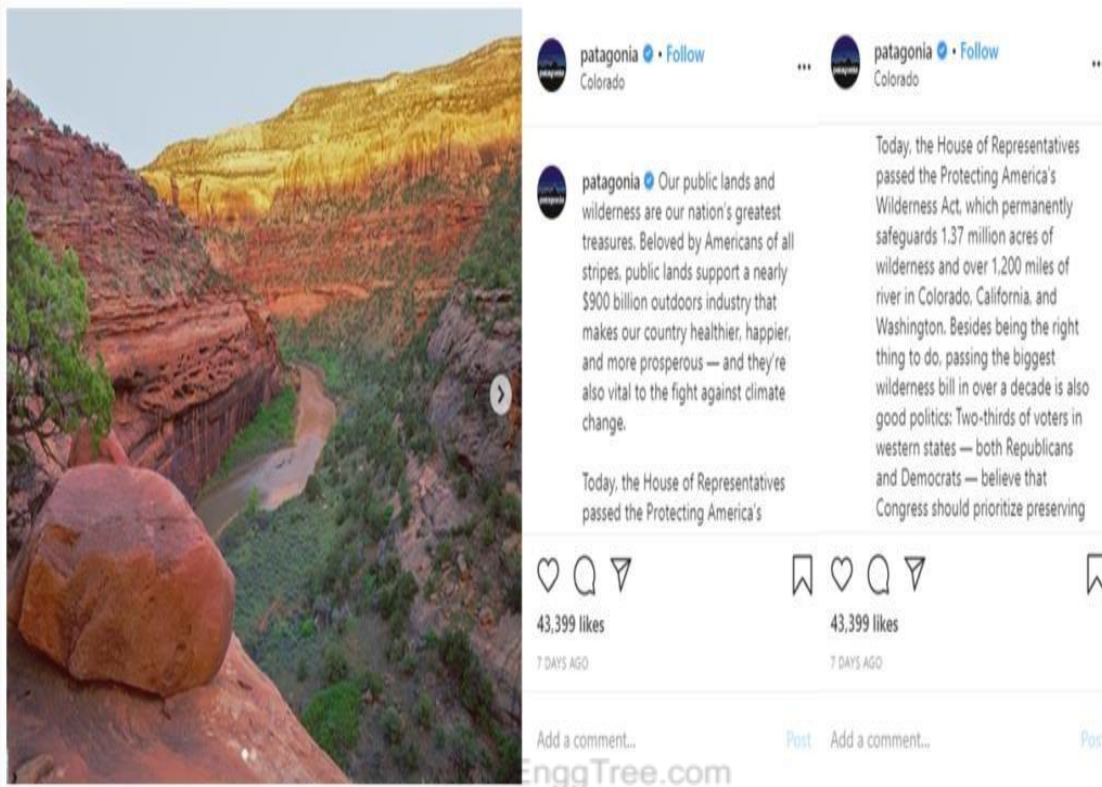 patagonia • Follow
Colorado
...
patagonia Our public lands and
wilderness are our nation's greatest
treasures. Beloved by Americans of all
stripes, public lands support a nearly
$900 billion outdoors industry that
makes our country healthier, happier,
and more prosperous — and they're
also vital to the fight against climate
change.
Today, the House of Representatives
passed the Protecting America's
43,399 likes
7 DAYS AGO
Add a comment... Post
patagonia • Follow
Colorado
Today, the House of Representatives
passed the Protecting America's
Wilderness Act, which permanently
safeguards 1.37 million acres of
wilderness and over 1,200 miles of
river in Colorado, California, and
Washington. Besides being the right
thing to do, passing the biggest
wilderness bill in over a decade is also
good politics: Two-thirds of voters in
western states — both Republicans
and Democrats — believe that
Congress should prioritize preserving
43,399 likes
7 DAYS AGO
Add a comment... Pos
EnggTree.com